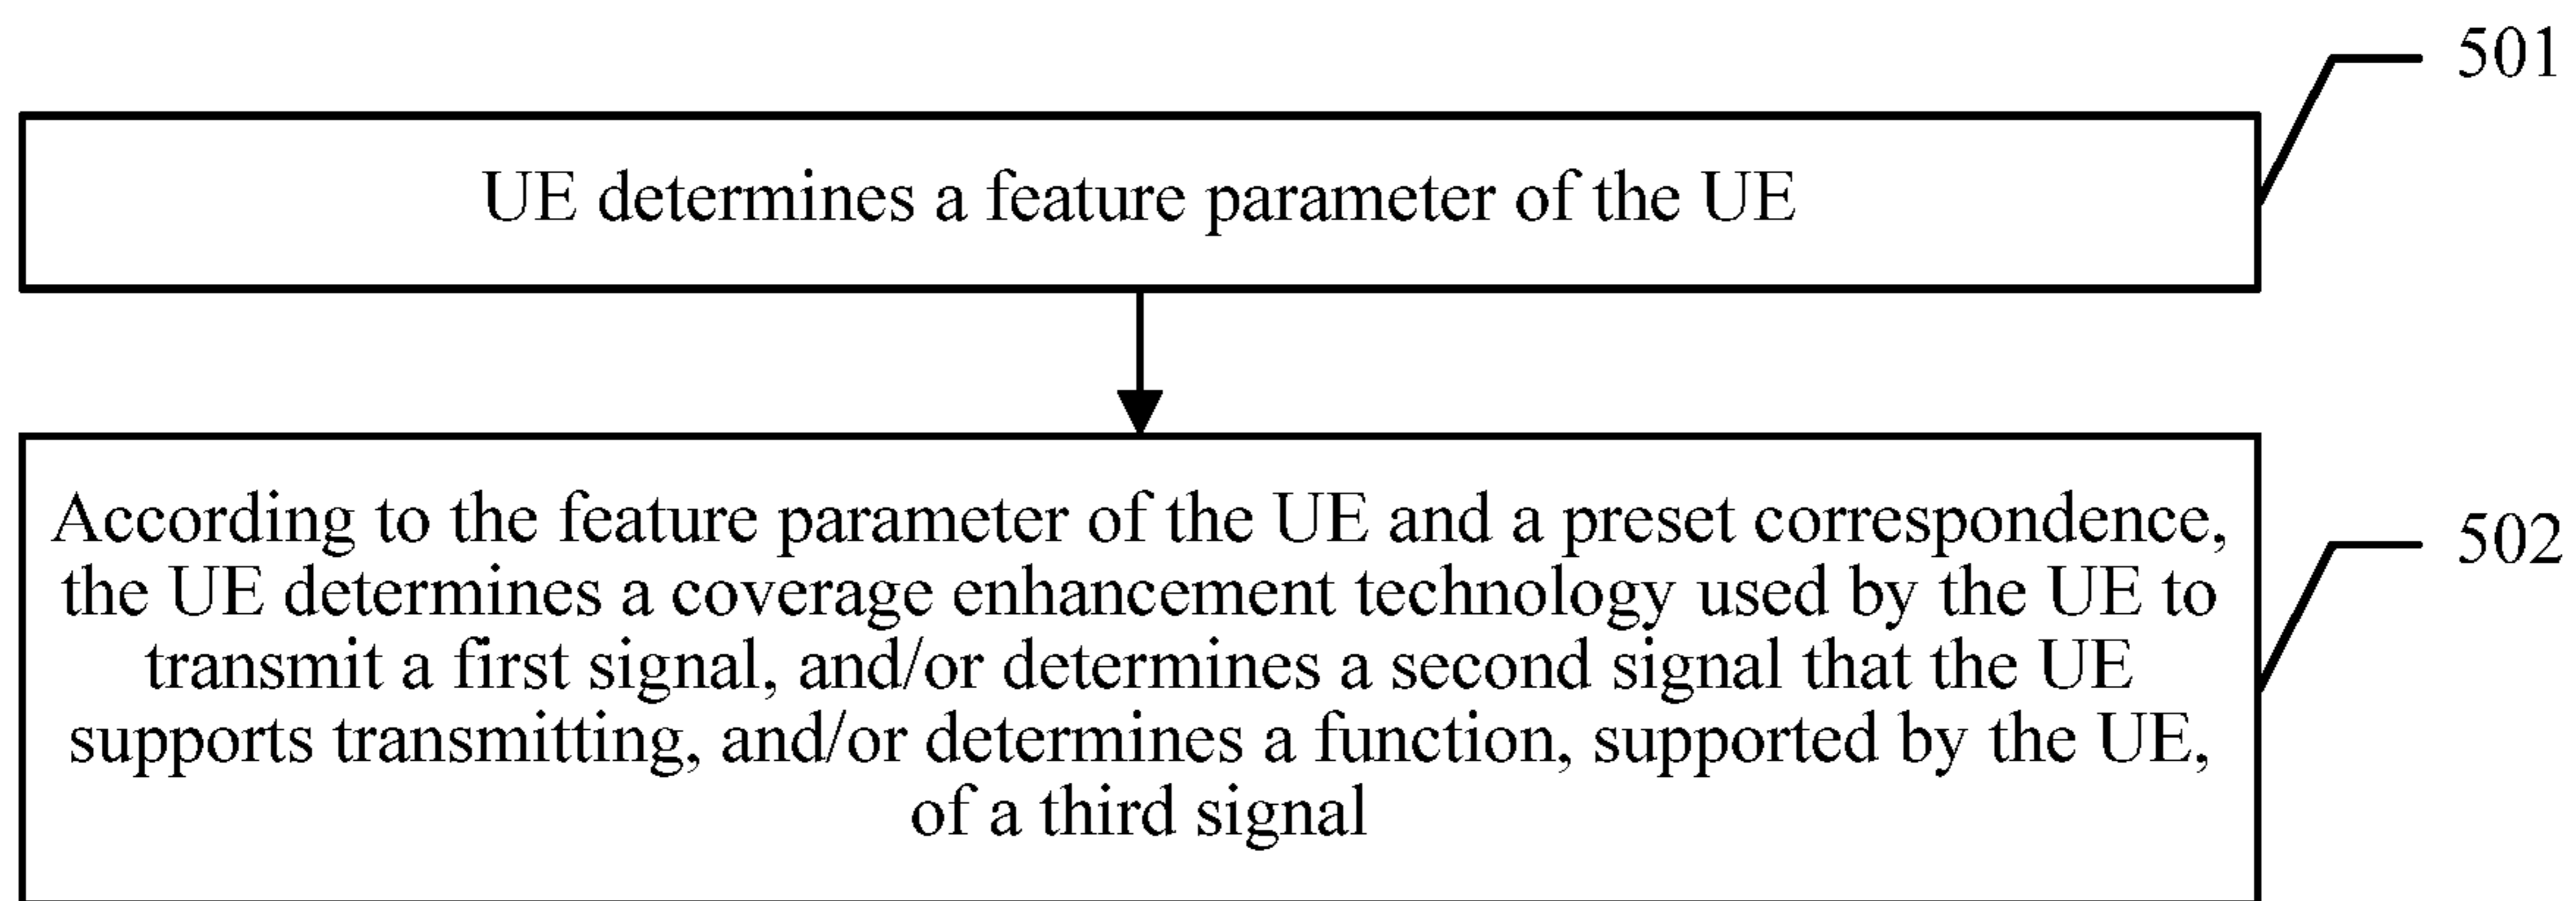 501
UE determines a feature parameter of the UE
According to the feature parameter of the UE and a preset correspondence,
the UE determines a coverage enhancement technology used by the UE to
transmit a first signal, and/or determines a second signal that the UE
supports transmitting, and/or determines a function, supported by the UE,
of a third signal
502